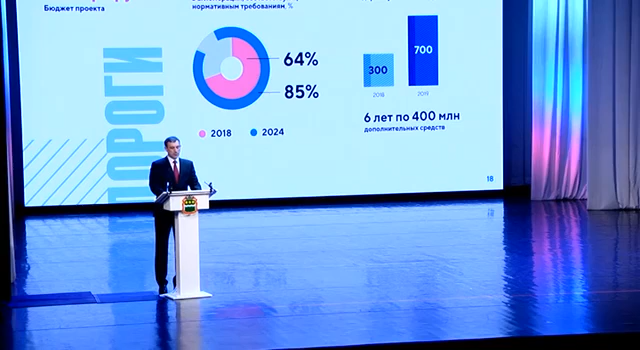 Бюджет проекта
нормативным требованиям, %
64%
85%
2018
2024
300
700
2018
2019
6 лет по 400 млн
дополнительных средств
ДОРОГИ
18